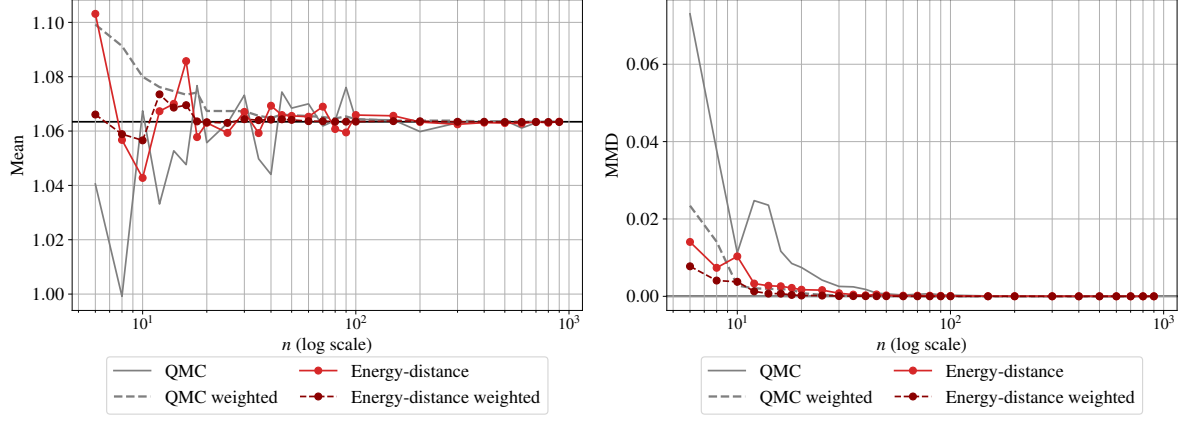 1.10
1.08
1.06
1.04
1.02
1.00
Mean
10¹
10²
10³
n (log scale)
QMC
Energy-distance
QMC weighted
Energy-distance weighted
0.06
0.04
0.02
0.00
MMD
10¹
10²
10³
n (log scale)
QMC
Energy-distance
QMC weighted
Energy-distance weighted